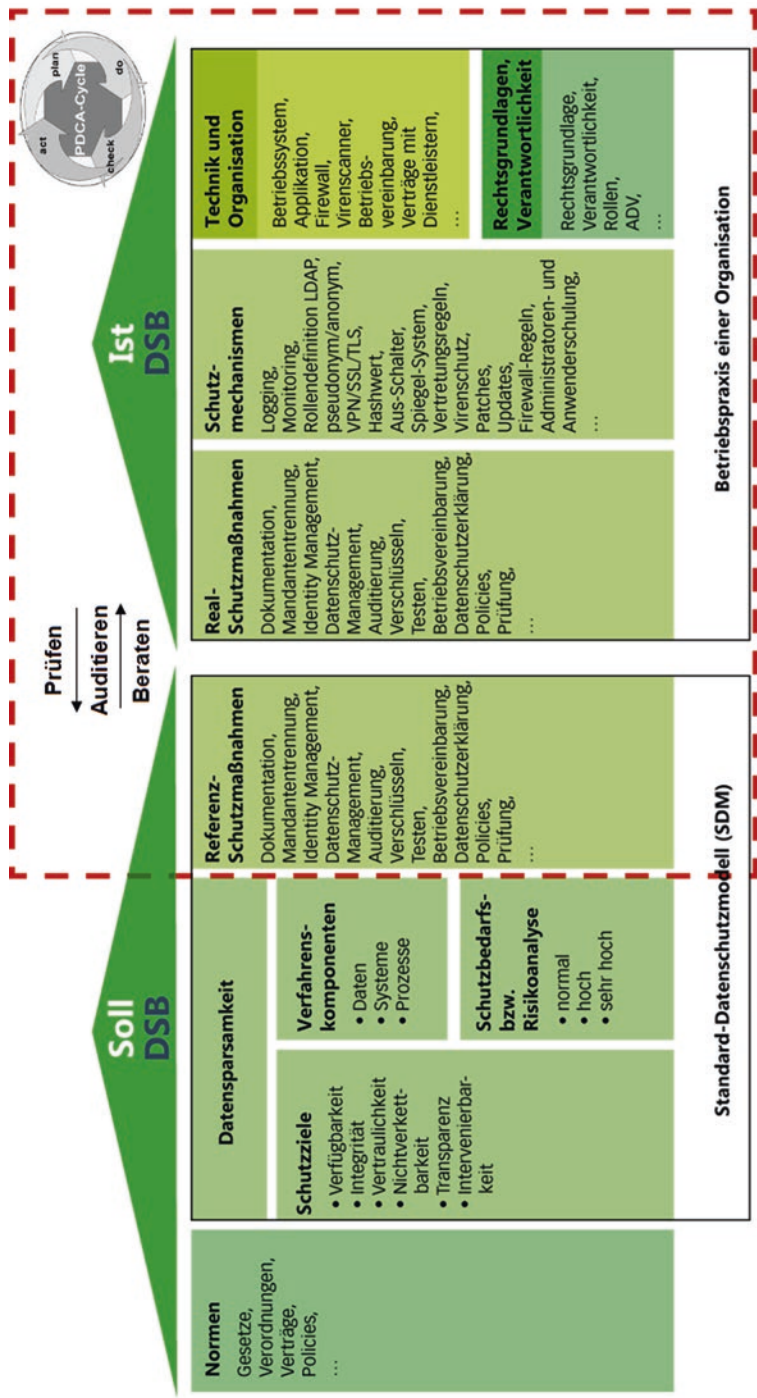 Soll
DSB
Prüfen
Auditieren
Beraten
Ist
DSB
act
plan
PDCA-Cycle
check
do
Normen
Gesetze,
Verordnungen,
Verträge,
Policies,
...
Datensparsamkeit
Schutzziele
• Verfügbarkeit
• Integrität
• Vertraulichkeit
• Nichtverkett-
barkeit
• Transparenz
• Intervenierbar-
keit
Verfahrens-
komponenten
• Daten
• Systeme
• Prozesse
Schutzbedarfs-
bzw.
Risikoanalyse
• normal
• hoch
• sehr hoch
Referenz-
Schutzmaßnahmen
Dokumentation,
Mandantentrennung,
Identity Management,
Datenschutz-
Management,
Auditierung,
Verschlüsseln,
Testen,
Betriebsvereinbarung,
Datenschutzerklärung,
Policies,
Prüfung,
...
Standard-Datenschutzmodell (SDM)
Real-
Schutzmaßnahmen
Dokumentation,
Mandantentrennung,
Identity Management,
Datenschutz-
Management,
Auditierung,
Verschlüsseln,
Testen,
Betriebsvereinbarung,
Datenschutzerklärung,
Policies,
Prüfung,
...
Schutz-
mechanismen
Logging,
Monitoring,
Rollendefinition LDAP,
pseudonym/anonym,
VPN/SSL/TLS,
Hashwert,
Aus-Schalter,
Spiegel-System,
Vertretungsregeln,
Virenschutz,
Patches,
Updates,
Firewall-Regeln,
Administratoren- und
Anwenderschulung,
...
Technik und
Organisation
Betriebssystem,
Applikation,
Firewall,
Virenscanner,
Betriebs-
vereinbarung,
Verträge mit
Dienstleistern,
...
Rechtsgrundlagen,
Verantwortlichkeit
Rechtsgrundlage,
Verantwortlichkeit,
Rollen,
ADV,
...
Betriebspraxis einer Organisation